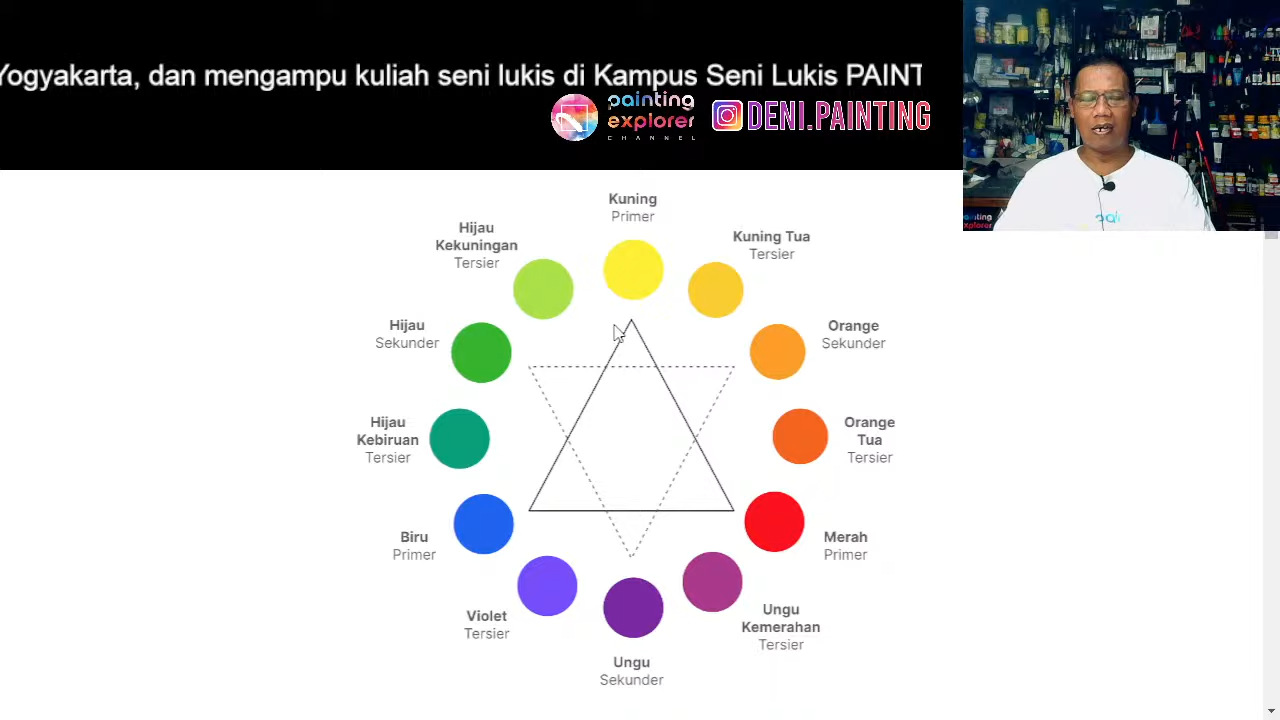 Yogyakarta, dan mengampu kuliah seni lukis di Kampus Seni Lukis PAINT
painting
explorer
CHANNEL
DENI.PAINTING
painting
explorer
Kuning
Primer
Kuning Tua
Tersier
Orange
Sekunder
Orange
Tua
Tersier
Merah
Primer
Ungu
Kemerahan
Tersier
Ungu
Sekunder
Violet
Tersier
Biru
Primer
Hijau
Kebiruan
Tersier
Hijau
Sekunder
Hijau
Kekuningan
Tersier